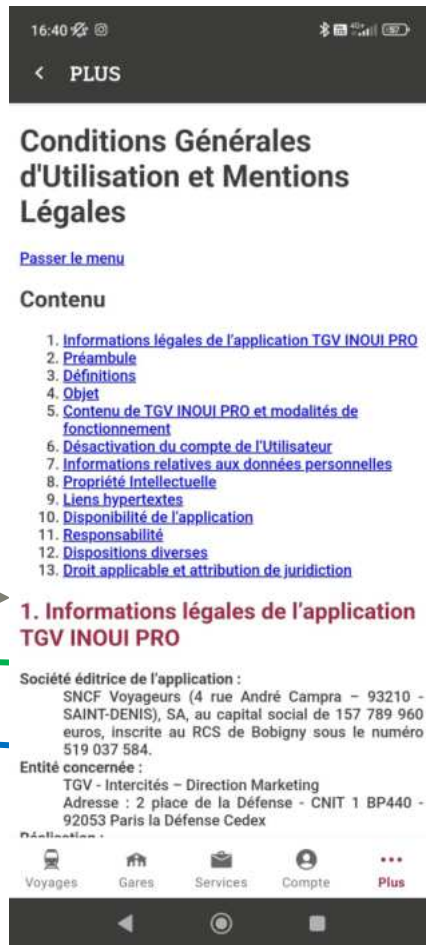 16:40
PLUS
Conditions Générales
d'Utilisation et Mentions
Légales
Passer le menu
Contenu
1. Informations légales de l'application TGV INOUI PRO
2. Préambule
3. Définitions
4. Objet
5. Contenu de TGV INOUI PRO et modalités de
fonctionnement
6. Désactivation du compte de l'Utilisateur
7. Informations relatives aux données personnelles
8. Propriété Intellectuelle
9. Liens hypertextes
10. Disponibilité de l'application
11. Responsabilité
12. Dispositions diverses
13. Droit applicable et attribution de juridiction
1. Informations légales de l'application
TGV INOUI PRO
Société éditrice de l'application :
SNCF Voyageurs (4 rue André Campra – 93210 -
SAINT-DENIS), SA, au capital social de 157 789 960
euros, inscrite au RCS de Bobigny sous le numéro
519 037 584.
Entité concernée :
TGV - Intercités – Direction Marketing
Adresse : 2 place de la Défense - CNIT 1 BP440 -
92053 Paris la Défense Cedex
Réalisation :
Voyages Gares Services Compte Plus